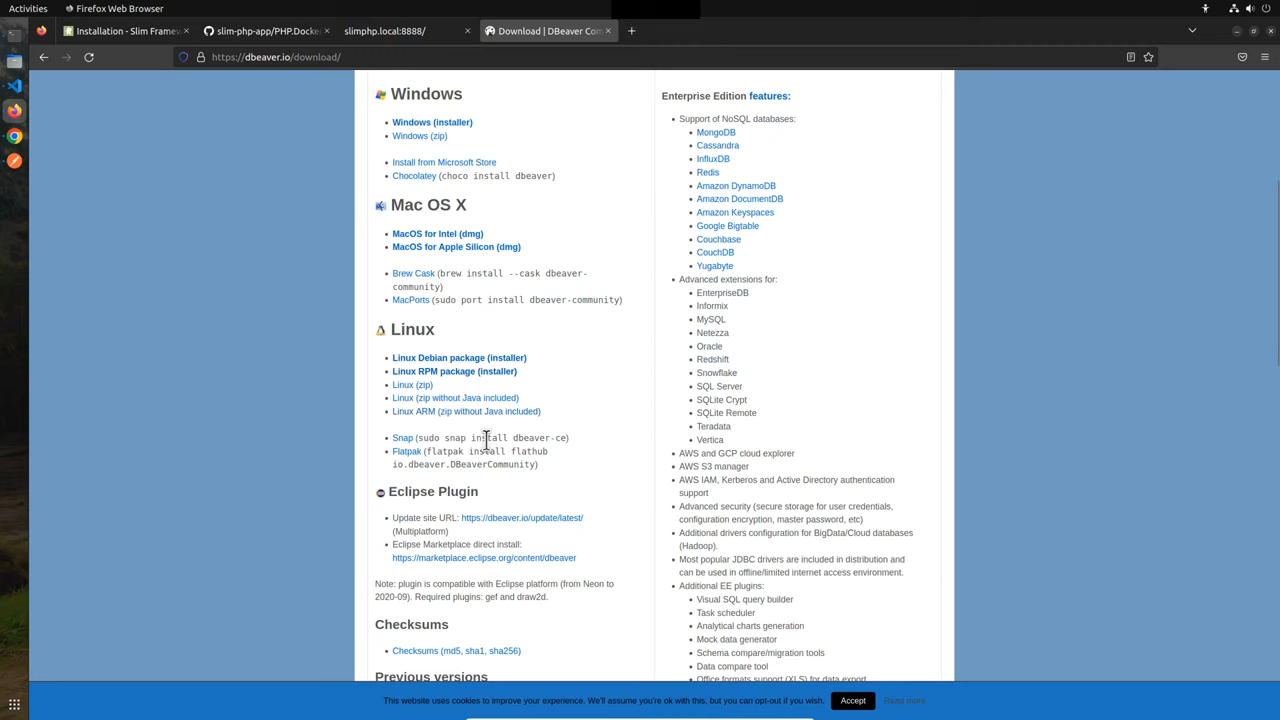 Activities
Firefox Web Browser
Installation - Slim Framew
slim-php-app/PHP.Docke
slimphp.local:8888/
Download | DBeaver Com
https://dbeaver.io/download/
Windows
Windows (installer)
Windows (zip)
Install from Microsoft Store
Chocolatey (choco install dbeaver)
Mac OS X
MacOS for Intel (dmg)
MacOS for Apple Silicon (dmg)
Brew Cask (brew install --cask dbeaver-
community)
MacPorts (sudo port install dbeaver-community)
Linux
Linux Debian package (installer)
Linux RPM package (installer)
Linux (zip)
Linux (zip without Java included)
Linux ARM (zip without Java included)
Snap (sudo snap install dbeaver-ce)
Flatpak (flatpak install flathub
io.dbeaver.DBeaverCommunity)
Eclipse Plugin
Update site URL: https://dbeaver.io/update/latest/
(Multiplatform)
Eclipse Marketplace direct install:
https://marketplace.eclipse.org/content/dbeaver
Note: plugin is compatible with Eclipse platform (from Neon to
2020-09). Required plugins: gef and draw2d.
Checksums
Checksums (md5, sha1, sha256)
Previous versions
Enterprise Edition features:
Support of NoSQL databases:
MongoDB
Cassandra
InfluxDB
Redis
Amazon DynamoDB
Amazon DocumentDB
Amazon Keyspaces
Google Bigtable
Couchbase
CouchDB
Yugabyte
Advanced extensions for:
EnterpriseDB
Informix
MySQL
Netezza
Oracle
Redshift
Snowflake
SQL Server
SQLite Crypt
SQLite Remote
Teradata
Vertica
AWS and GCP cloud explorer
AWS S3 manager
AWS IAM, Kerberos and Active Directory authentication
support
Advanced security (secure storage for user credentials,
configuration encryption, master password, etc)
Additional drivers configuration for BigData/Cloud databases
(Hadoop).
Most popular JDBC drivers are included in distribution and
can be used in offline/limited internet access environment.
Additional EE plugins:
Visual SQL query builder
Task scheduler
Analytical charts generation
Mock data generator
Schema compare/migration tools
Data compare tool
Office formats support (XLS) for data export
This website uses cookies to improve your experience. We'll assume you're ok with this, but you can opt-out if you wish.
Accept
Read more